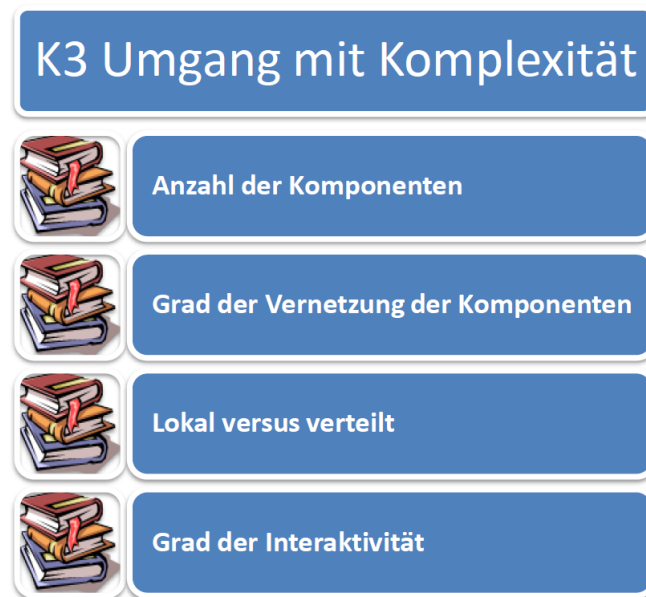 K3 Umgang mit Komplexität
Anzahl der Komponenten
Grad der Vernetzung der Komponenten
Lokal versus verteilt
Grad der Interaktivität